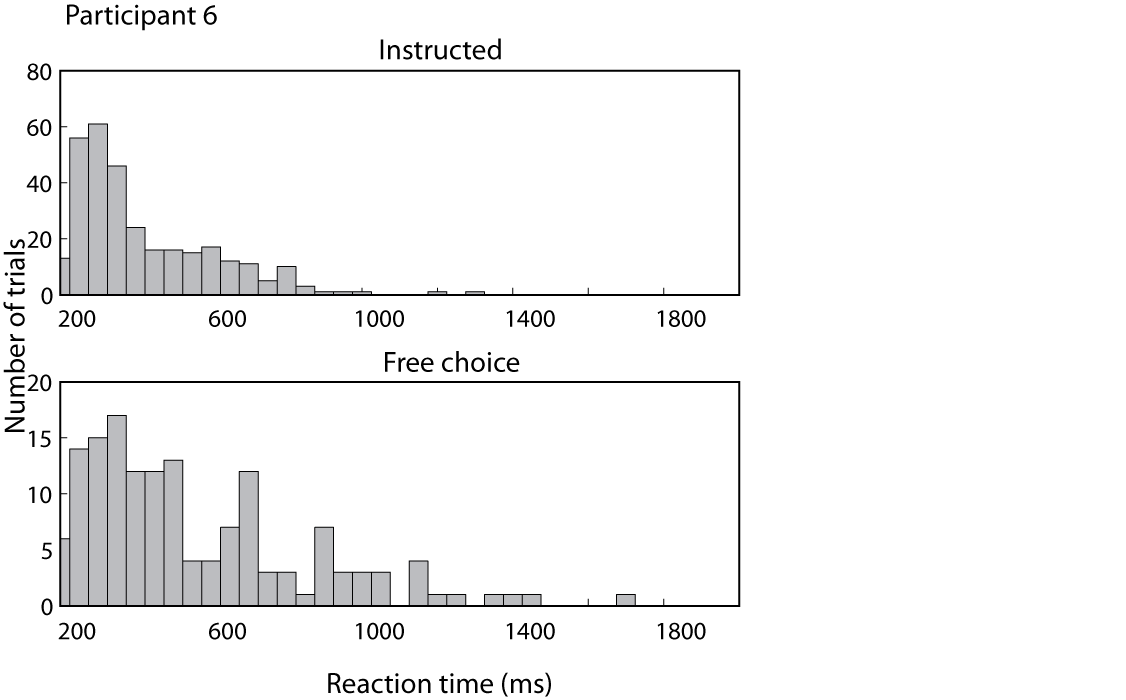 Participant 6
Instructed
80
60
40
20
0
200 600 1000 1400 1800
Number of trials
Free choice
20
15
10
5
0
200 600 1000 1400 1800
Reaction time (ms)